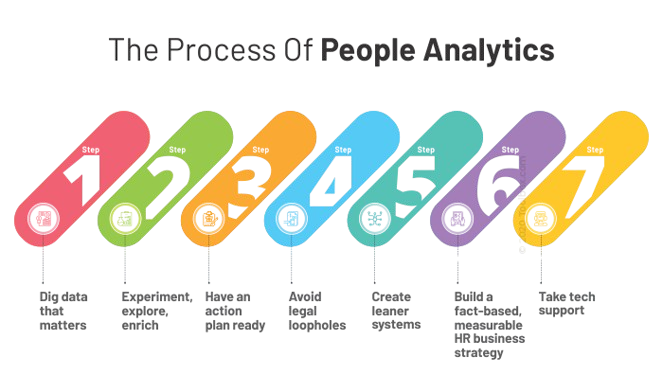 The Process Of People Analytics
Step
1
Step
2
Step
3
Step
4
Step
5
Step
6
Step
7
Dig data
that
matters
Experiment,
explore,
enrich
Have an
action
plan ready
Avoid
legal
loopholes
Create
leaner
systems
Build a
fact-based,
measurable
HR business
strategy
Take tech
support